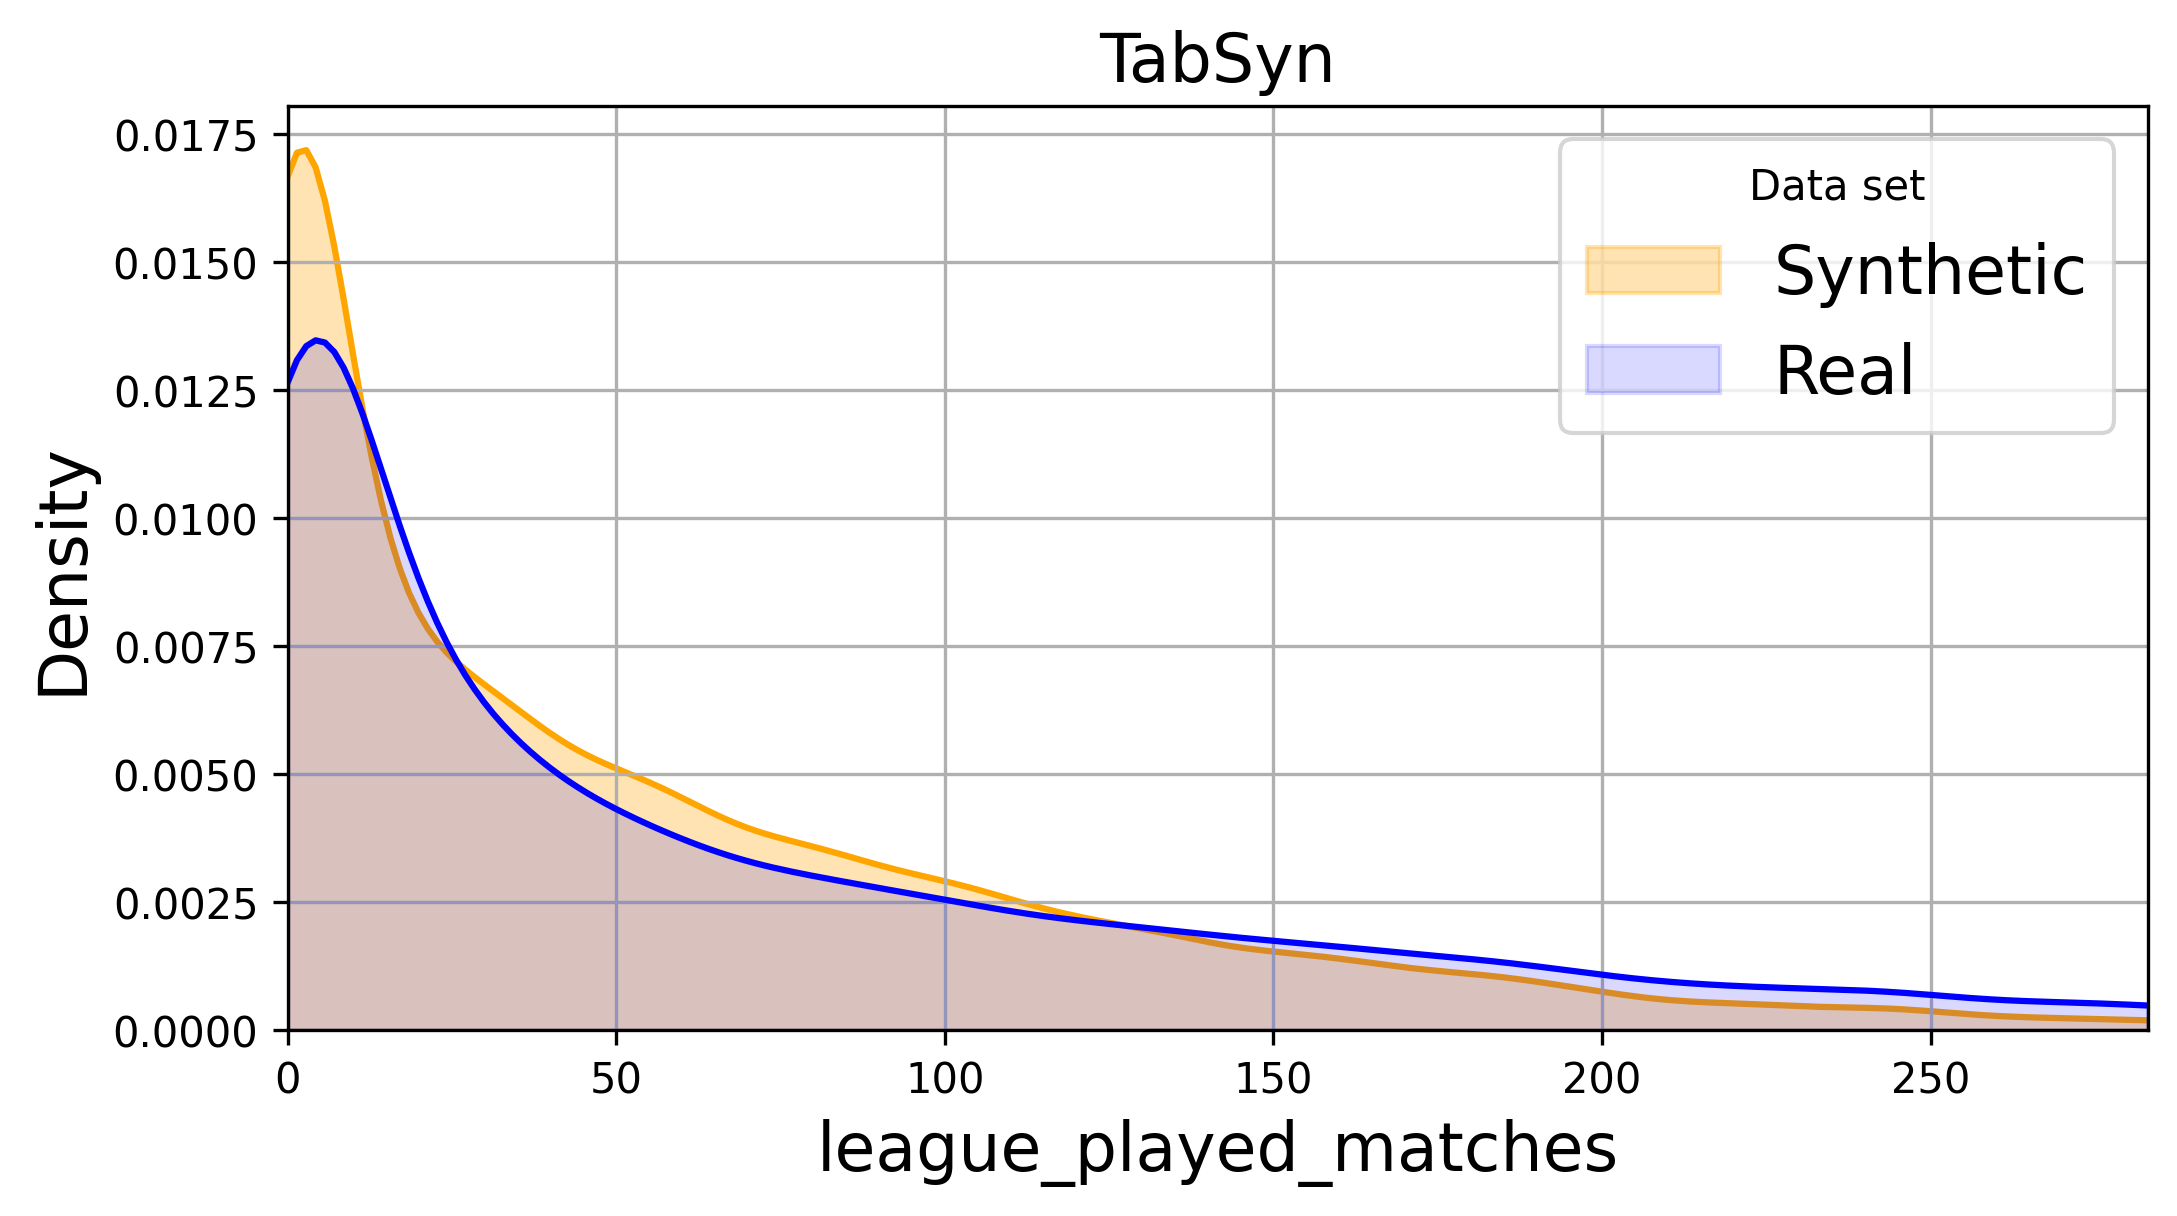 TabSyn
0.0175
0.0150
0.0125
0.0100
0.0075
0.0050
0.0025
0.0000
Density
Data set
Synthetic
Real
0 50 100 150 200 250
league_played_matches